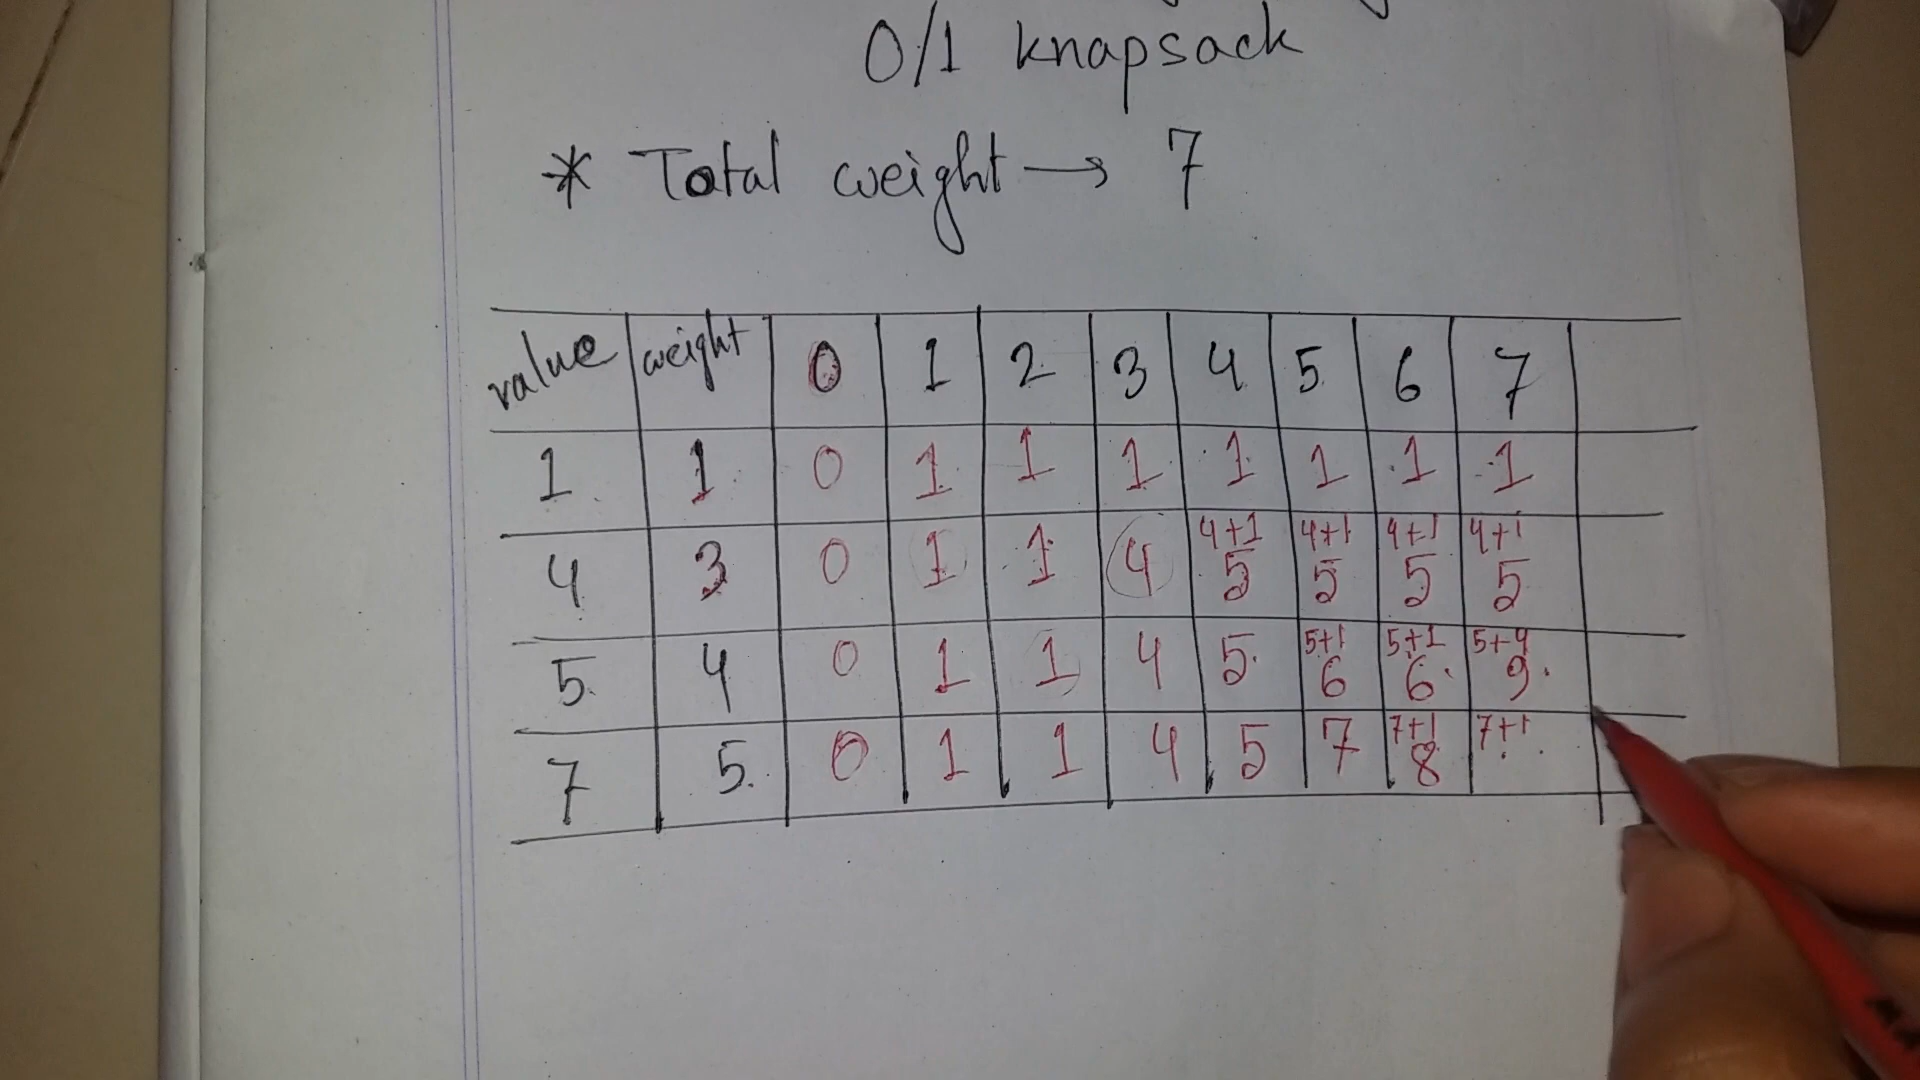 0/1 knapsack
* Total weight → 7
value weight 0 1 2 3 4 5 6 7
1 1 0 1 1 1 1 1 1 1
4+1 4+1 4+1 4+1
4 3 0 1 1 4 5 5 5 5
5+1 5+1 5+4
5 4 0 1 1 4 5 6 6 9
7+1 7+1
7 5 0 1 1 4 5 7 8